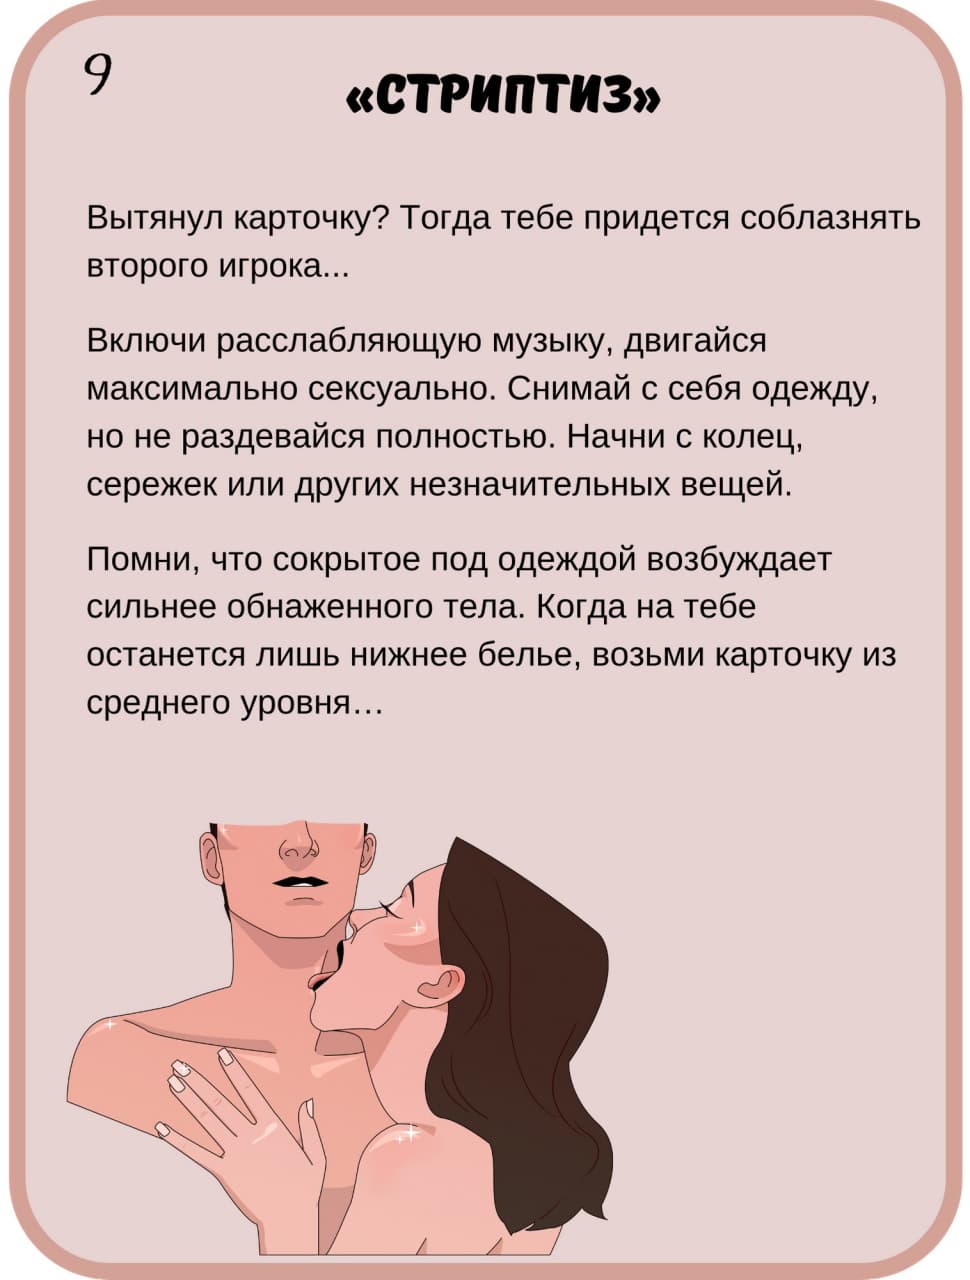 9
«СТРИПТИЗ»
Вытянул карточку? Тогда тебе придется соблазнять
второго игрока...
Включи расслабляющую музыку, двигайся
максимально сексуально. Снимай с себя одежду,
но не раздевайся полностью. Начни с колец,
сережек или других незначительных вещей.
Помни, что сокрытое под одеждой возбуждает
сильнее обнаженного тела. Когда на тебе
останется лишь нижнее белье, возьми карточку из
среднего уровня…